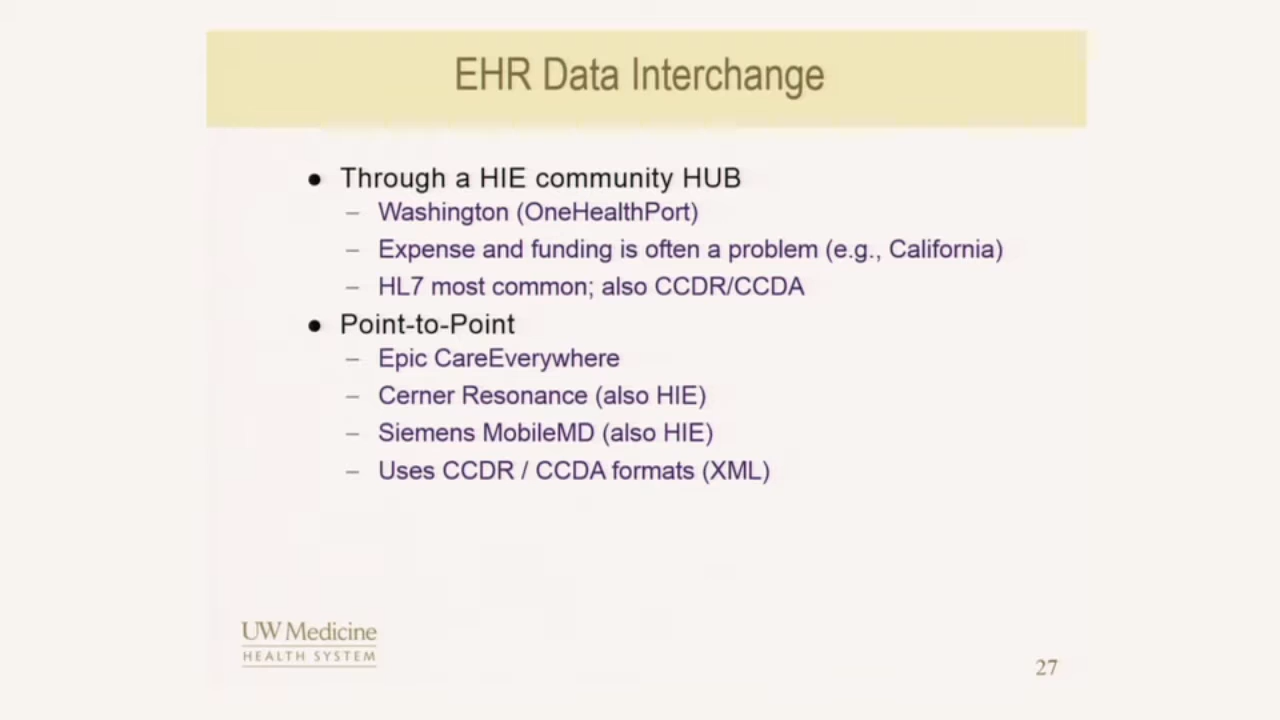 EHR Data Interchange
● Through a HIE community HUB
– Washington (OneHealthPort)
– Expense and funding is often a problem (e.g., California)
– HL7 most common; also CCDR/CCDA
● Point-to-Point
– Epic CareEverywhere
– Cerner Resonance (also HIE)
– Siemens MobileMD (also HIE)
– Uses CCDR / CCDA formats (XML)
UW Medicine
HEALTH SYSTEM
27